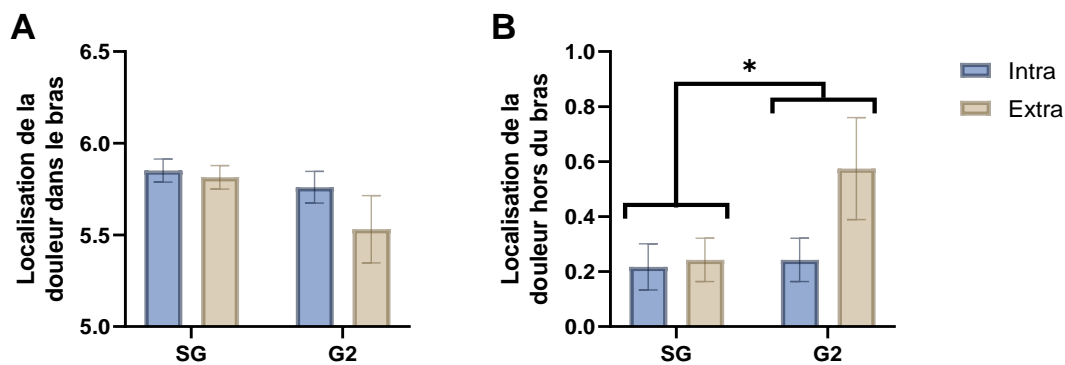 A
Localisation de la
douleur dans le bras
6.5
6.0
5.5
5.0
SG
G2
B
Localisation de la
douleur hors du bras
1.0
0.8
0.6
0.4
0.2
0.0
*
SG
G2
Intra
Extra